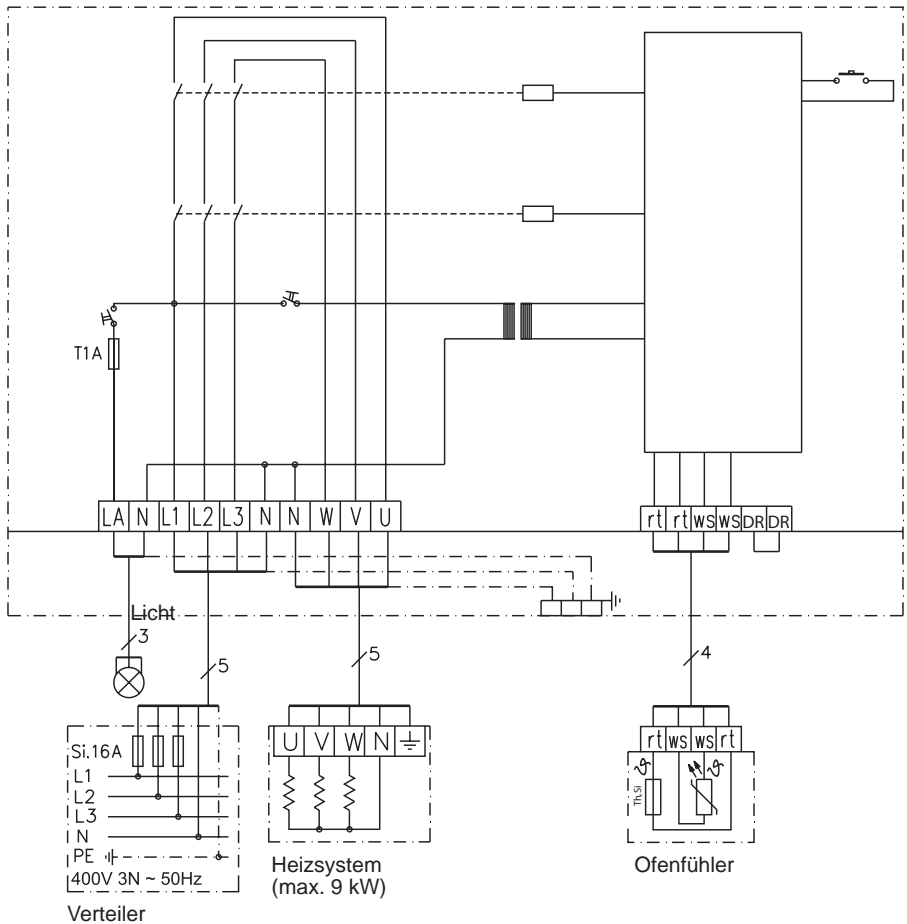 T1A
LA N L1 L2 L3 N N W V U
rt rt ws ws DR DR
Licht
3
5
5
4
Si.16A
L1
L2
L3
N
PE
400V 3N ~ 50Hz
Verteiler
U V W N
Heizsystem
(max. 9 kW)
rt ws ws rt
ϑ
ϑ
Th,Si
Ofenfühler